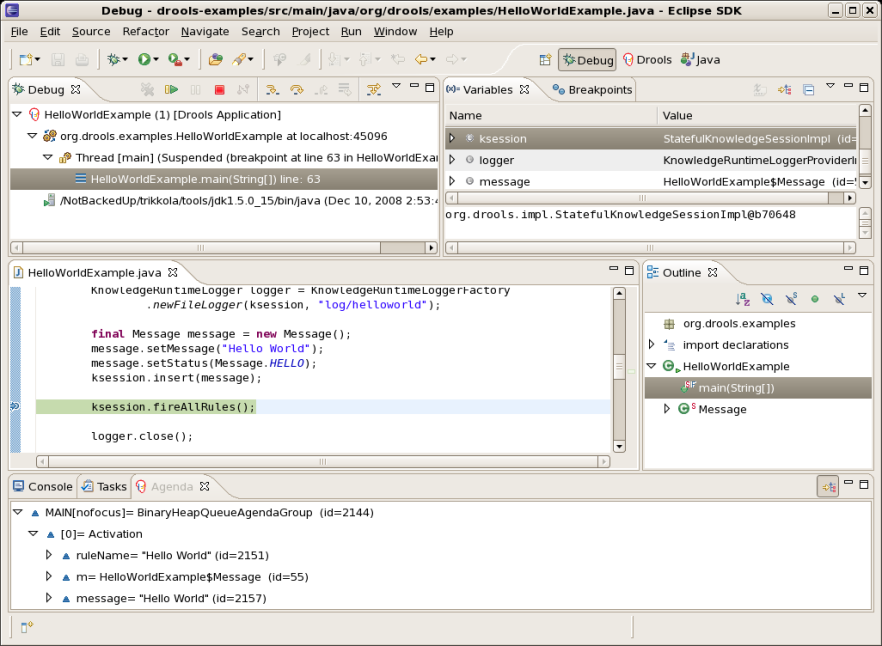 Debug - drools-examples/src/main/java/org/drools/examples/HelloWorldExample.java - Eclipse SDK
File Edit Source Refactor Navigate Search Project Run Window Help
Debug Drools Java
Debug
HelloWorldExample (1) [Drools Application]
org.drools.examples.HelloWorldExample at localhost:45096
Thread [main] (Suspended (breakpoint at line 63 in HelloWorldExa
HelloWorldExample.main(String[]) line: 63
/NotBackedUp/trikkola/tools/jdk1.5.0_15/bin/java (Dec 10, 2008 2:53:4
(x)= Variables Breakpoints
Name Value
ksession StatefulKnowledgeSessionImpl (id=
logger KnowledgeRuntimeLoggerProviderIn
message HelloWorldExample$Message (id=5
org.drools.impl.StatefulKnowledgeSessionImpl@b70648
HelloWorldExample.java
KnowledgeRuntimeLogger logger = KnowledgeRuntimeLoggerFactory
.newFileLogger(ksession, "log/helloworld");
final Message message = new Message();
message.setMessage("Hello World");
message.setStatus(Message.HELLO);
ksession.insert(message);
ksession.fireAllRules();
logger.close();
Outline
org.drools.examples
import declarations
HelloWorldExample
main(String[])
Message
Console Tasks Agenda
MAIN[nofocus]= BinaryHeapQueueAgendaGroup (id=2144)
[0]= Activation
ruleName= "Hello World" (id=2151)
m= HelloWorldExample$Message (id=55)
message= "Hello World" (id=2157)